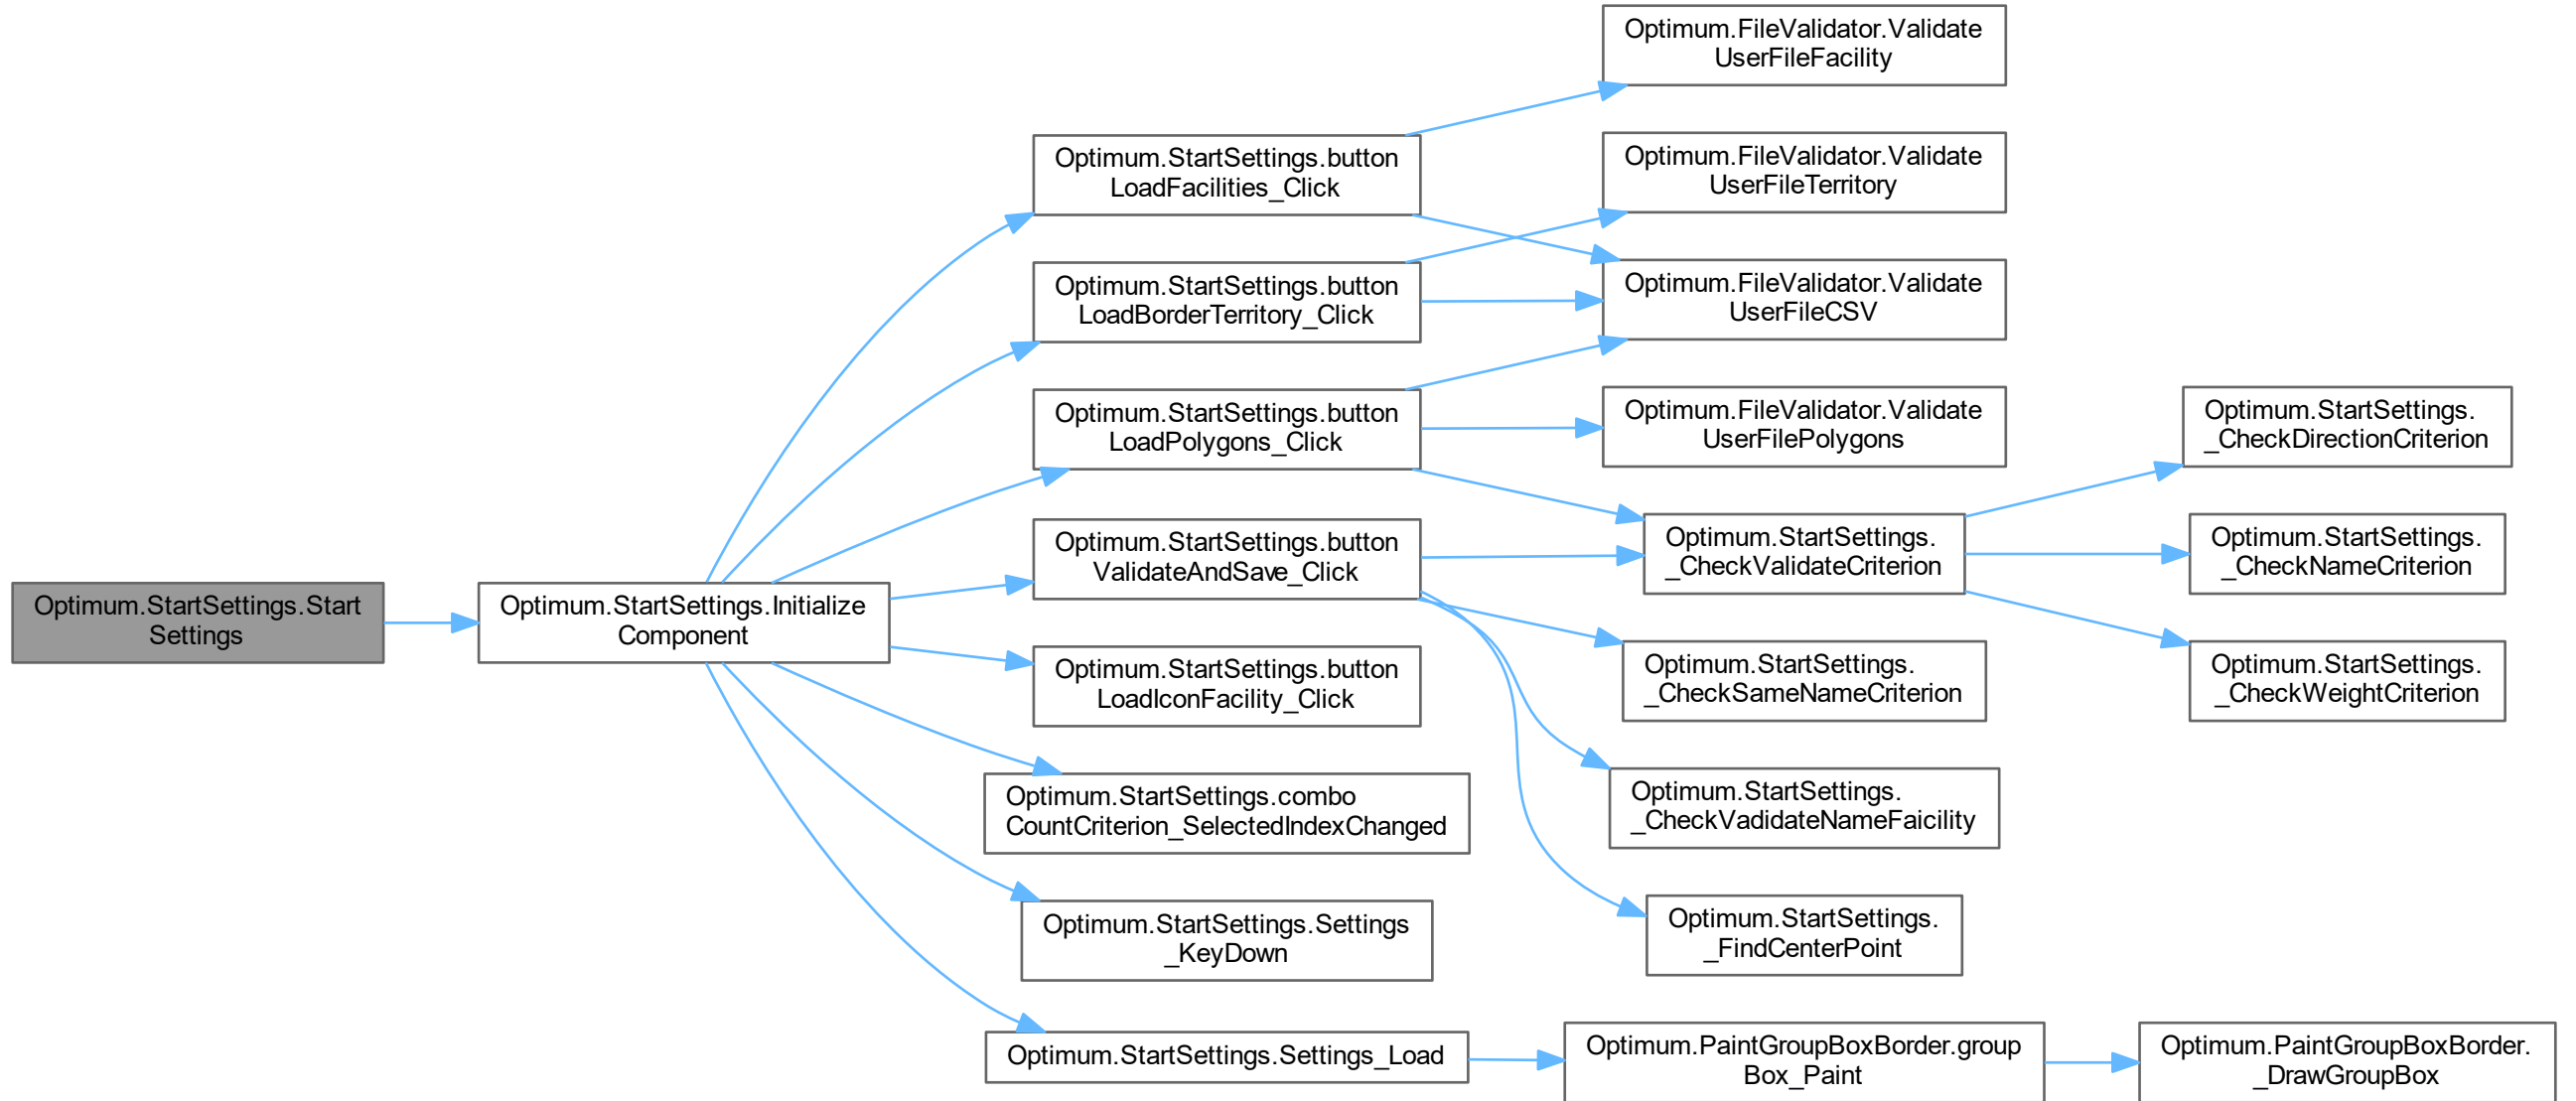 Optimum.StartSettings.Start
Settings
Optimum.StartSettings.Initialize
Component
Optimum.StartSettings.button
LoadFacilities_Click
Optimum.StartSettings.button
LoadBorderTerritory_Click
Optimum.StartSettings.button
LoadPolygons_Click
Optimum.StartSettings.button
ValidateAndSave_Click
Optimum.StartSettings.button
LoadIconFacility_Click
Optimum.StartSettings.combo
CountCriterion_SelectedIndexChanged
Optimum.StartSettings.Settings
_KeyDown
Optimum.StartSettings.Settings_Load
Optimum.FileValidator.Validate
UserFileFacility
Optimum.FileValidator.Validate
UserFileTerritory
Optimum.FileValidator.Validate
UserFileCSV
Optimum.FileValidator.Validate
UserFilePolygons
Optimum.StartSettings.
_CheckValidateCriterion
Optimum.StartSettings.
_CheckSameNameCriterion
Optimum.StartSettings.
_CheckVadidateNameFaicility
Optimum.StartSettings.
_FindCenterPoint
Optimum.PaintGroupBoxBorder.group
Box_Paint
Optimum.StartSettings.
_CheckDirectionCriterion
Optimum.StartSettings.
_CheckNameCriterion
Optimum.StartSettings.
_CheckWeightCriterion
Optimum.PaintGroupBoxBorder.
_DrawGroupBox